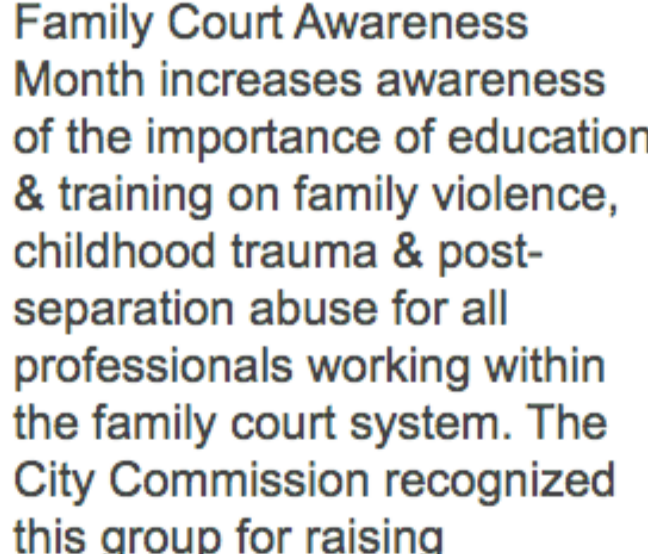 Family Court Awareness
Month increases awareness
of the importance of education
& training on family violence,
childhood trauma & post-
separation abuse for all
professionals working within
the family court system. The
City Commission recognized
this group for raising